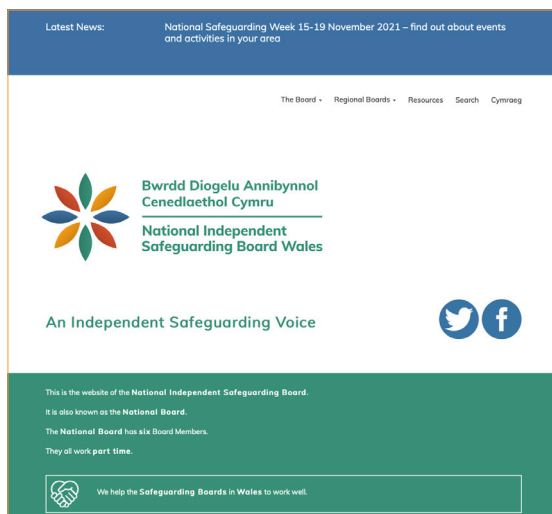 Latest News:
National Safeguarding Week 15-19 November 2021 – find out about events
and activities in your area
The Board
Regional Boards
Resources
Search
Cymraeg
Bwrdd Diogelu Annibynnol
Cenedlaethol Cymru
National Independent
Safeguarding Board Wales
An Independent Safeguarding Voice
This is the website of the National Independent Safeguarding Board.
It is also known as the National Board.
The National Board has six Board Members.
They all work part time.
We help the Safeguarding Boards in Wales to work well.